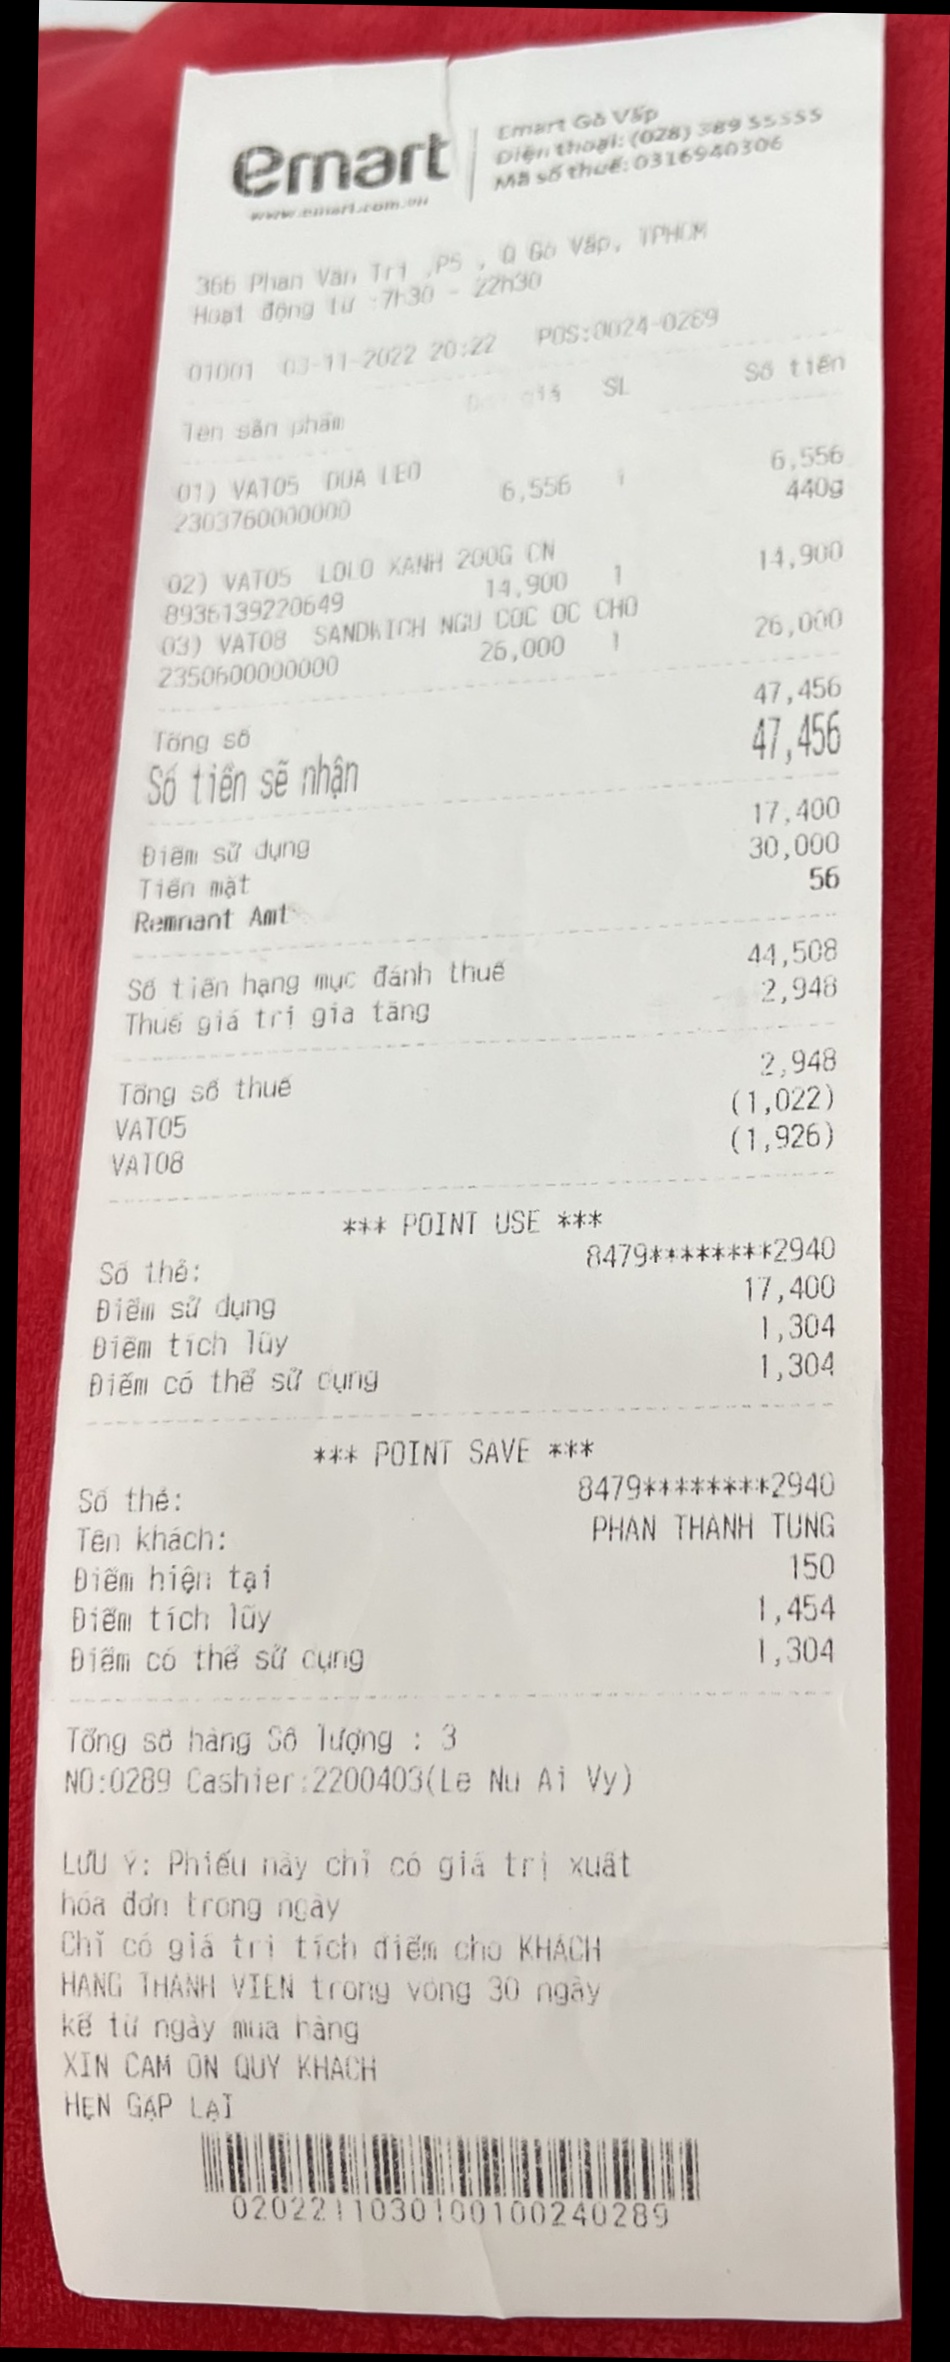 emart
www.emart.com.vn
Emart Gò Vấp
Điện thoại: (028) 389 55555
Mã số thuế: 0316940306
366 Phan Văn Trị ,P5 , Q Gò Vấp, TPHCM
Hoạt động từ :7h30 - 22h30
01001 03-11-2022 20:22 POS:0024-0289
Tên sản phẩm Đơn giá SL Số tiền
01) VAT05 DUA LEO 6,556
2303760000000 6,556 1 440g
02) VAT05 LOLO XANH 200G CN
8936139220649 14,900 1 14,900
03) VAT08 SANDWICH NGU COC OC CHO
2350600000000 26,000 1 26,000
Tổng số 47,456
Số tiền sẽ nhận 47,456
Điểm sử dụng 17,400
Tiền mặt 30,000
Remnant Amt 56
Số tiền hạng mục đánh thuế 44,508
Thuế giá trị gia tăng 2,948
Tổng số thuế 2,948
VAT05 (1,022)
VAT08 (1,926)
*** POINT USE ***
Số thẻ: 8479********2940
Điểm sử dụng 17,400
Điểm tích lũy 1,304
Điểm có thể sử dụng 1,304
*** POINT SAVE ***
Số thẻ: 8479********2940
Tên khách: PHAN THANH TUNG
Điểm hiện tại 150
Điểm tích lũy 1,454
Điểm có thể sử dụng 1,304
Tổng số hàng Số lượng : 3
NO:0289 Cashier:2200403(Le Nu Ai Vy)
LƯU Ý: Phiếu này chỉ có giá trị xuất
hóa đơn trong ngày
Chỉ có giá trị tích điểm cho KHÁCH
HÀNG THÀNH VIÊN trong vòng 30 ngày
kể từ ngày mua hàng
XIN CẢM ƠN QUÝ KHÁCH
HẸN GẶP LẠI
0202211030100100240289